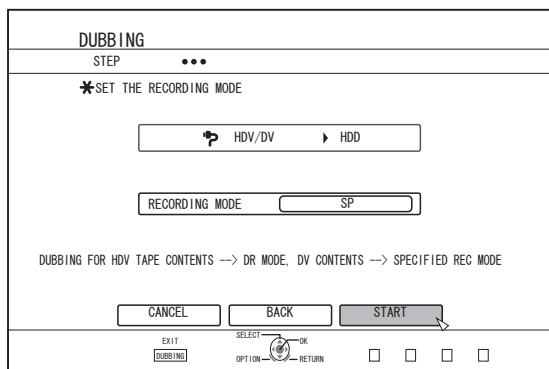 DUBBING
STEP
SET THE RECORDING MODE
HDV/DV HDD
RECORDING MODE SP
DUBBING FOR HDV TAPE CONTENTS --> DR MODE, DV CONTENTS --> SPECIFIED REC MODE
CANCEL BACK START
EXIT SELECT OK
DUBBING OPTION RETURN